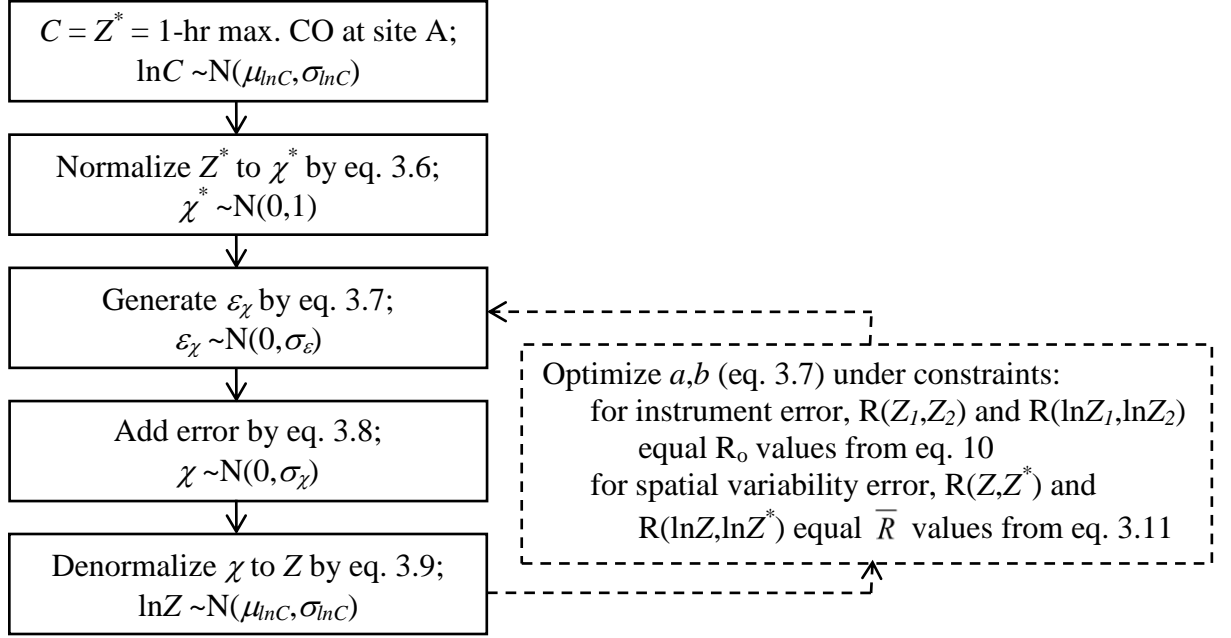 C = Z* = 1-hr max. CO at site A;
lnC ~N(μlnC,σlnC)
Normalize Z* to χ* by eq. 3.6;
χ* ~N(0,1)
Generate εχ by eq. 3.7;
εχ ~N(0,σε)
Add error by eq. 3.8;
χ ~N(0,σχ)
Denormalize χ to Z by eq. 3.9;
lnZ ~N(μlnC,σlnC)
Optimize a,b (eq. 3.7) under constraints:
for instrument error, R(Z1,Z2) and R(lnZ1,lnZ2)
equal Ro values from eq. 10
for spatial variability error, R(Z,Z*) and
R(lnZ,lnZ*) equal R̅ values from eq. 3.11